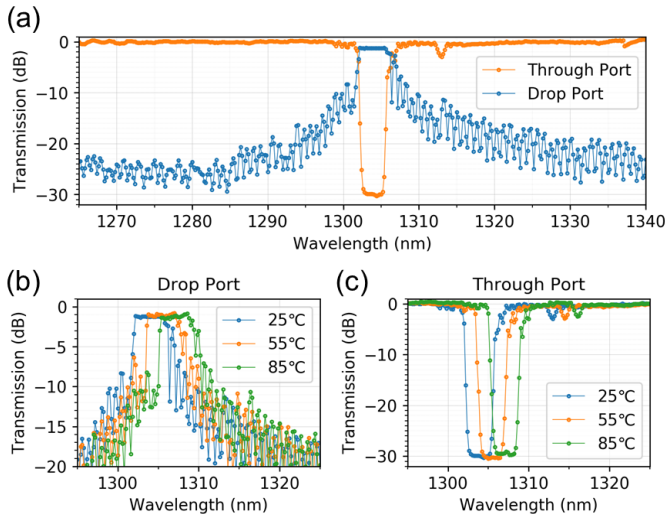 (a)
0
−10
−20
−30
Transmission (dB)
Through Port
Drop Port
1270 1280 1290 1300 1310 1320 1330 1340
Wavelength (nm)
(b)
Drop Port
0
−5
−10
−15
−20
Transmission (dB)
25℃
55℃
85℃
1300 1310 1320
Wavelength (nm)
(c)
Through Port
0
−10
−20
−30
Transmission (dB)
25℃
55℃
85℃
1300 1310 1320
Wavelength (nm)